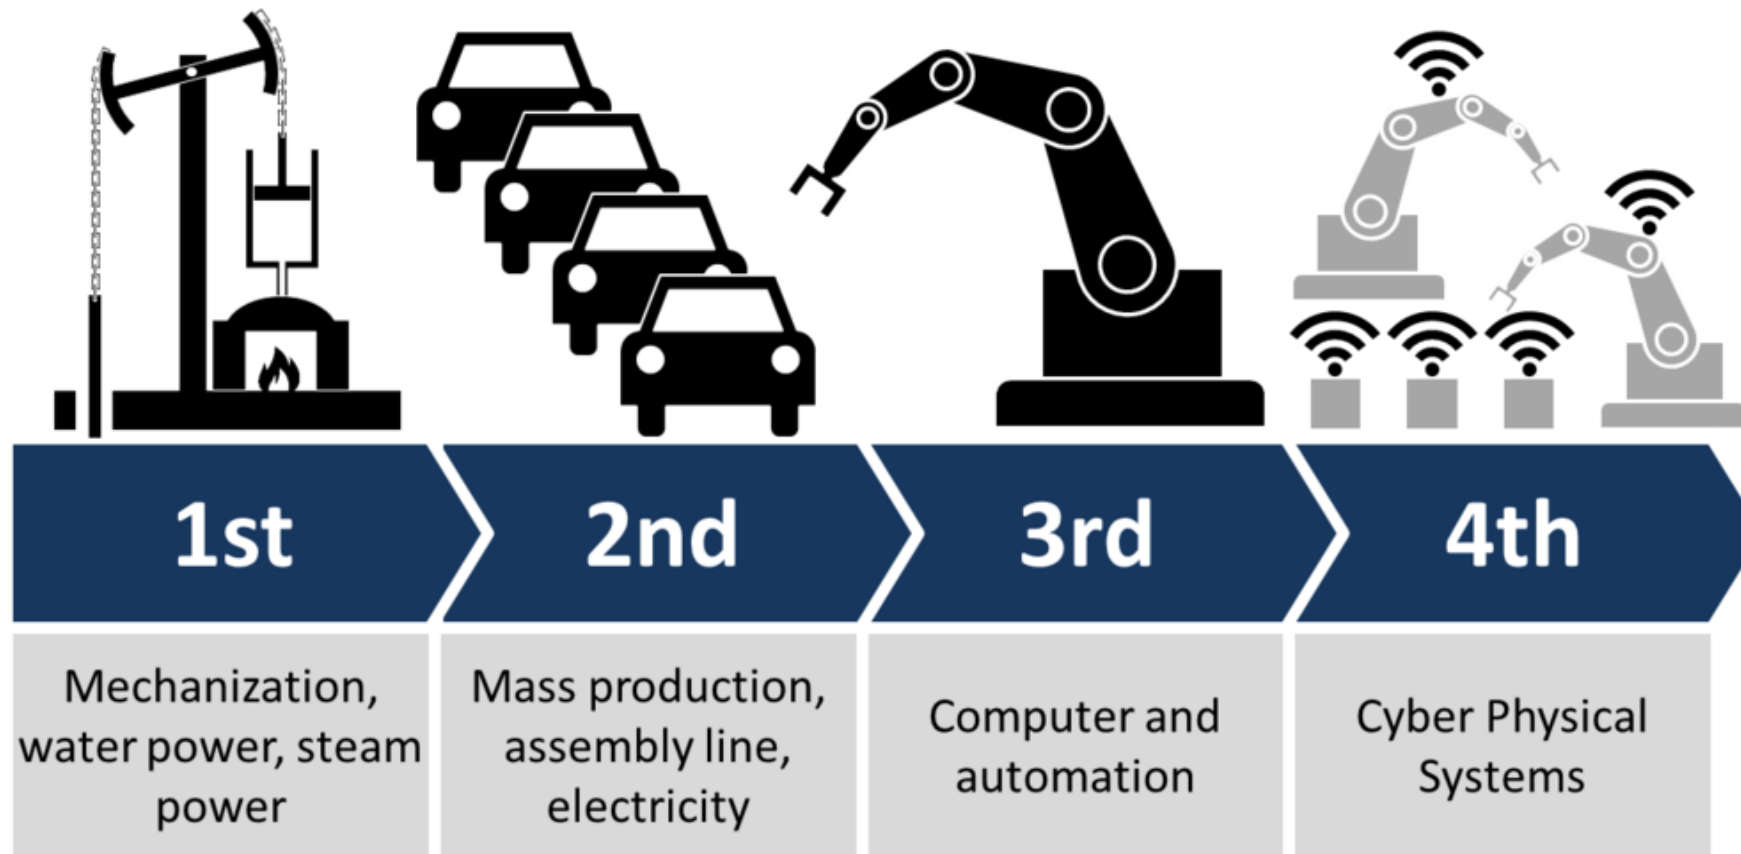 1st
2nd
3rd
4th
Mechanization,
water power, steam
power
Mass production,
assembly line,
electricity
Computer and
automation
Cyber Physical
Systems